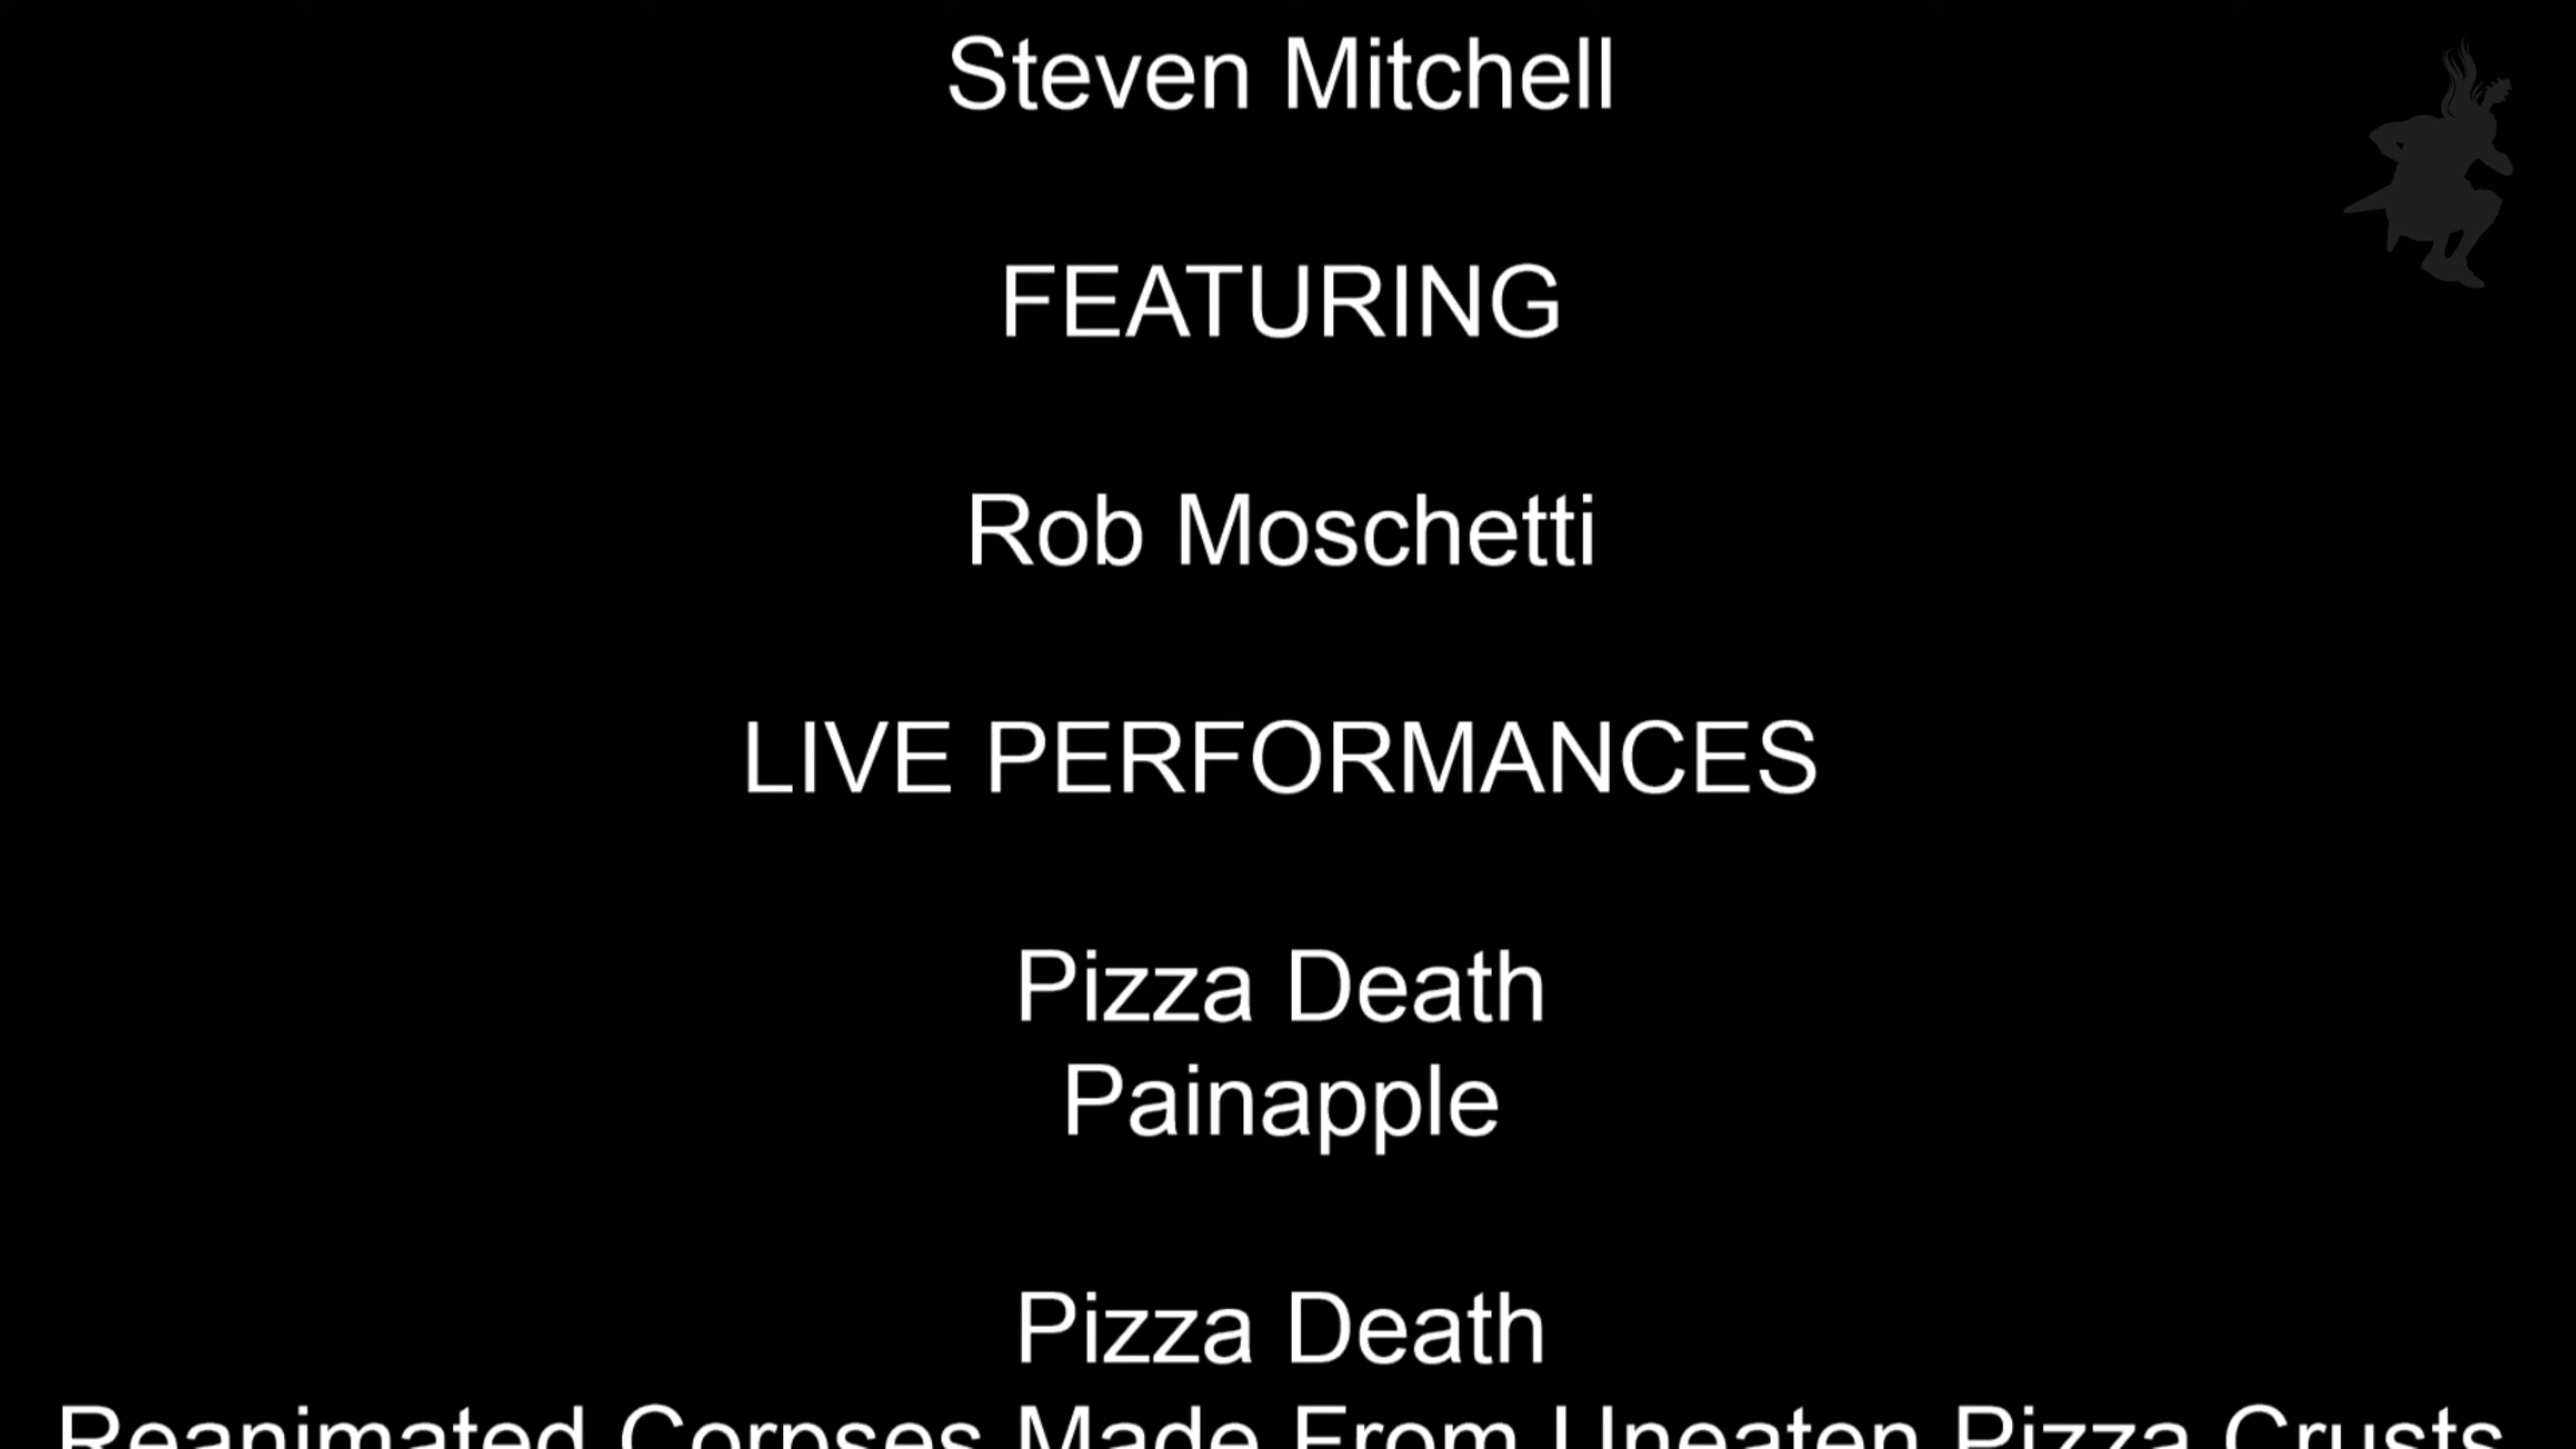 Steven Mitchell
FEATURING
Rob Moschetti
LIVE PERFORMANCES
Pizza Death
Painapple
Pizza Death
Reanimated Corpses Made From Uneaten Pizza Crusts